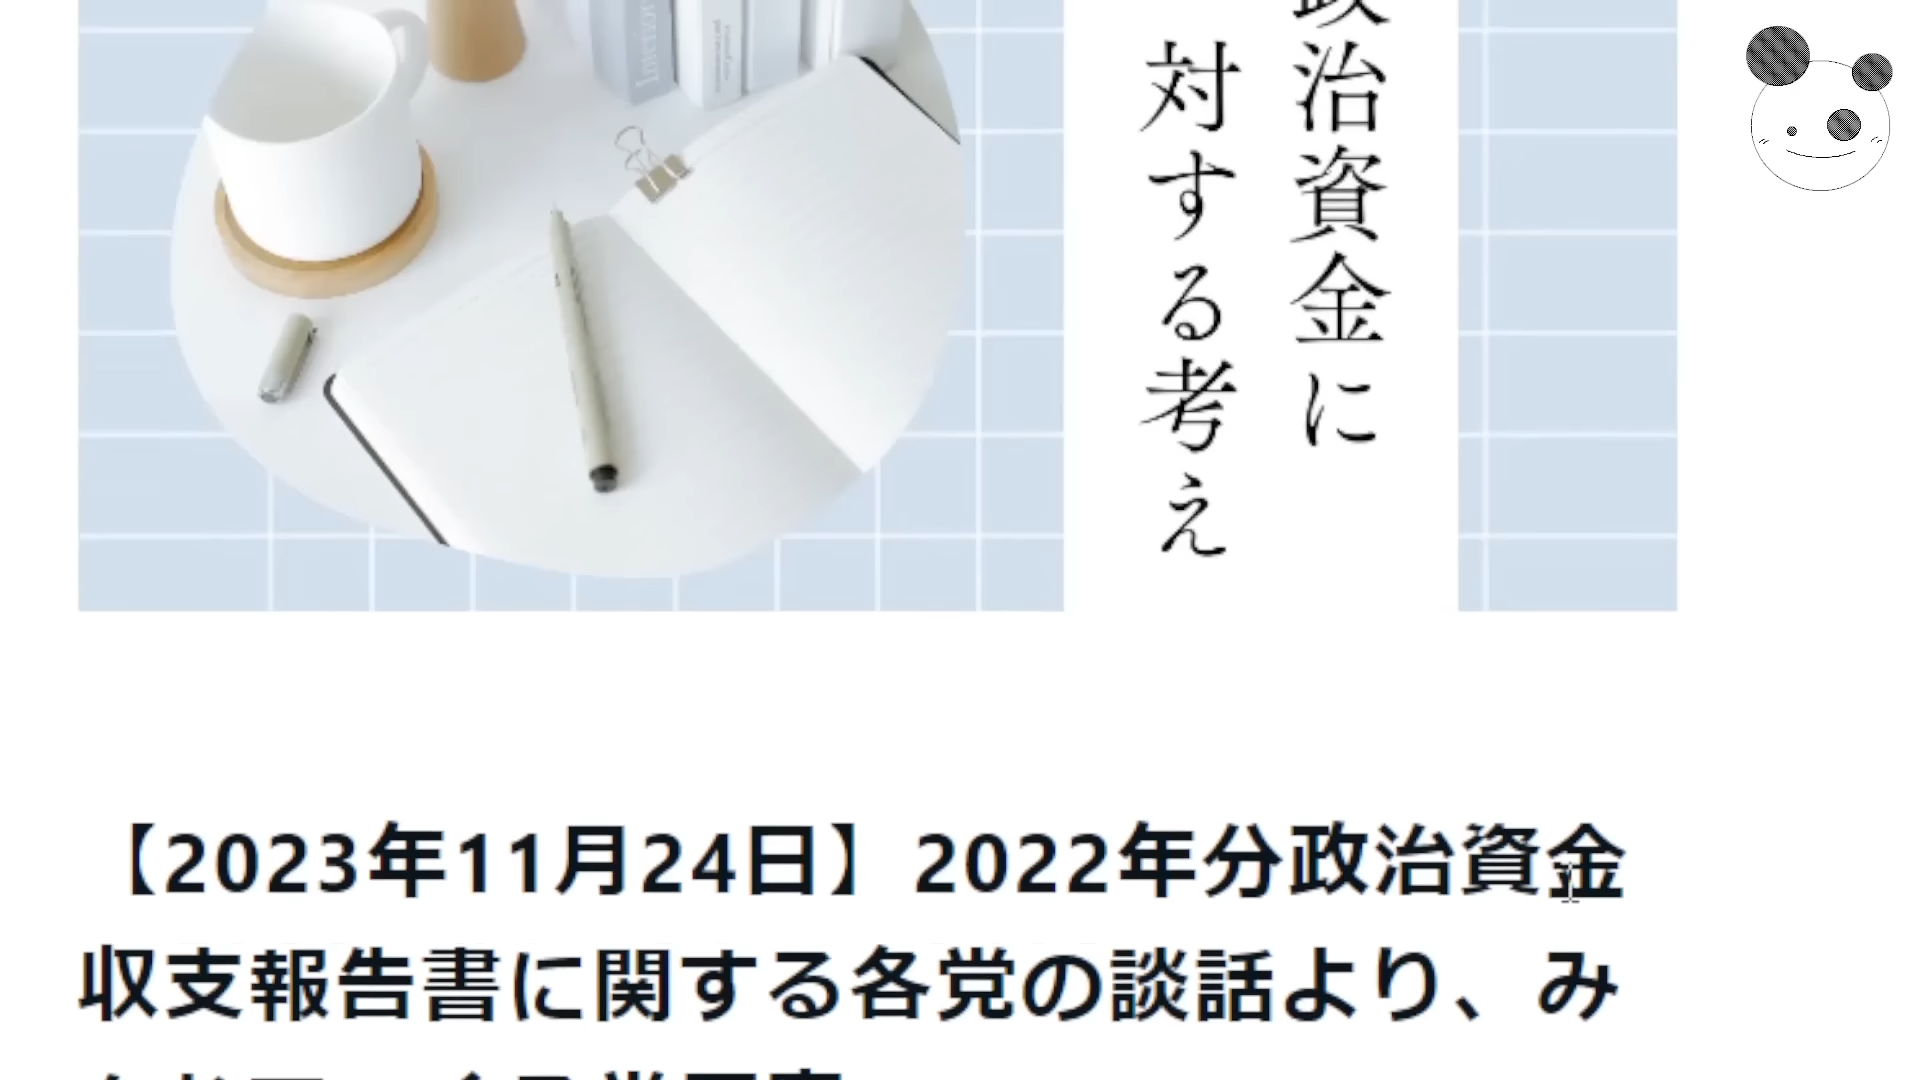 政治資金に
対する考え
【2023年11月24日】2022年分政治資金
収支報告書に関する各党の談話より、み
Interior